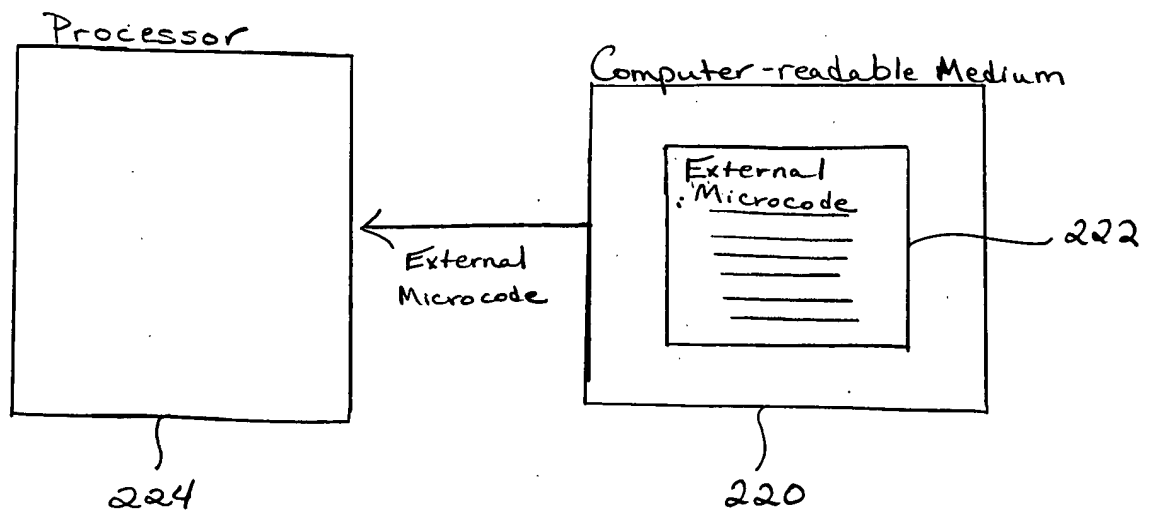 Processor
Computer-readable Medium
External
Microcode
222
External
Microcode
224
220